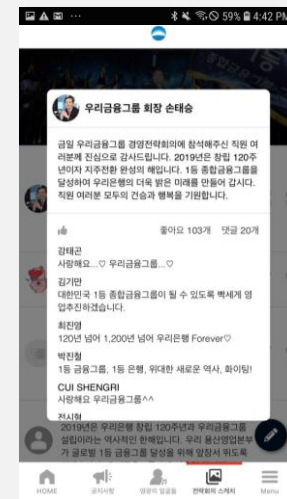 59% 4:42 PM
우리금융그룹 회장 손태승
금일 우리금융그룹 경영전략회의에 참석해주신 직원 여
러분께 진심으로 감사드립니다. 2019년은 창립 120주
년이자 지주전환 완성의 해입니다. 1등 종합금융그룹을
달성하여 우리은행의 더욱 밝은 미래를 만들어 갑시다.
직원 여러분 모두의 건승과 행복을 기원합니다.
좋아요 103개 댓글 20개
강태곤
사랑해요...♡ 우리금융그룹...♡
김기만
대한민국 1등 종합금융그룹이 될 수 있도록 빡세게 영
업추진하겠습니다.
최진영
120년 넘어 1,200년 넘어 우리은행 Forever♡
박진철
1등 금융그룹, 1등 은행, 위대한 새로운 역사, 화이팅!
CUI SHENGRI
사랑해요 우리금융그룹^^
전시형
2019년은 우리은행 창립 120주년과 우리금융그룹
설립이라는 역사적인 한해입니다. 우리 용산영업본부
가 글로벌 1등 금융그룹 달성을 위해 앞장서 뛰도록
HOME
공지사항
영광의 얼굴들
전략회의 스케치
Menu